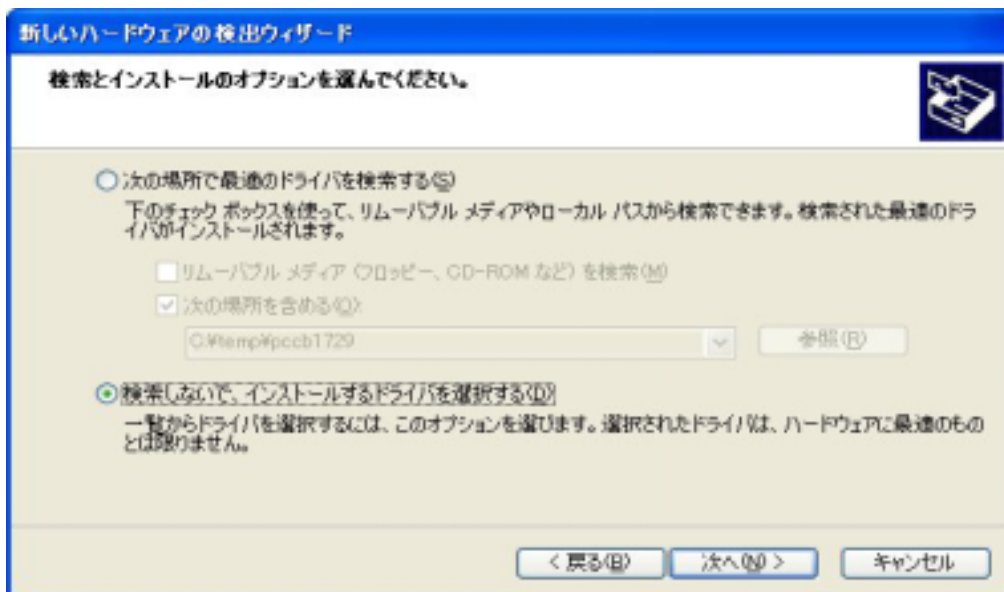 新しいハードウェアの検出ウィザード
検索とインストールのオプションを選んでください。
次の場所で最適のドライバを検索する(S)
下のチェック ボックスを使って、リムーバブル メディアやローカル パスから検索できます。検索された最適のドラ
イバがインストールされます。
リムーバブル メディア (フロッピー、CD-ROM など) を検索(M)
次の場所を含める(O):
C:¥temp¥pccb1729
参照(R)
検索しないで、インストールするドライバを選択する(D)
一覧からドライバを選択するには、このオプションを選びます。選択されたドライバは、ハードウェアに最適のもの
とは限りません。
< 戻る(B)
次へ(N) >
キャンセル